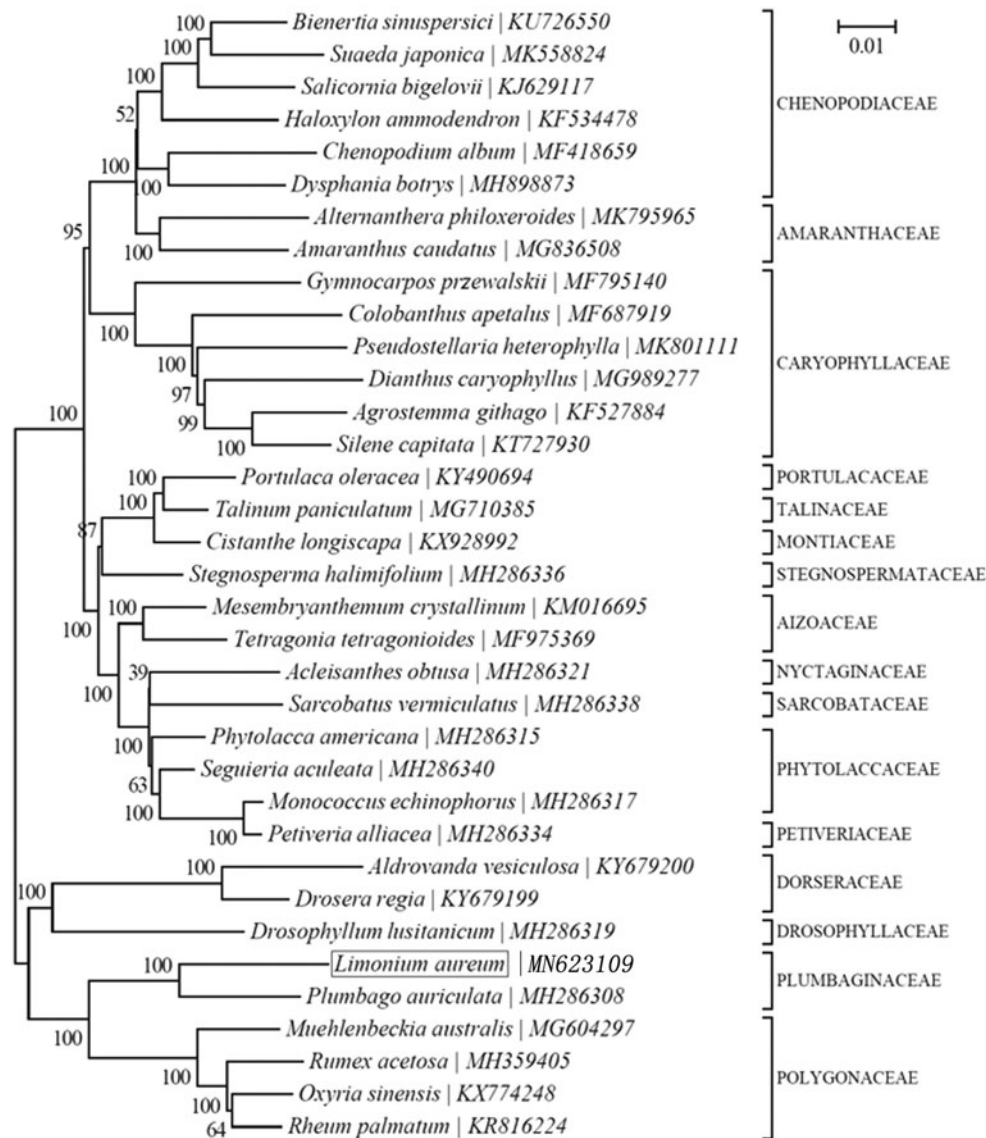 0.01
100
Bienertia sinuspersici | KU726550
100
Suaeda japonica | MK558824
100
Salicornia bigelovii | KJ629117
52
Haloxylon ammodendron | KF534478
CHENOPODIACEAE
100
Chenopodium album | MF418659
00
Dysphania botrys | MH898873
95
Alternanthera philoxeroides | MK795965
100
Amaranthus caudatus | MG836508
AMARANTHACEAE
Gymnocarpos przewalskii | MF795140
100
Colobanthus apetalus | MF687919
100
Pseudostellaria heterophylla | MK801111
97
Dianthus caryophyllus | MG989277
CARYOPHYLLACEAE
100
99
Agrostemma githago | KF527884
100
Silene capitata | KT727930
100
Portulaca oleracea | KY490694
PORTULACACEAE
100
Talinum paniculatum | MG710385
TALINACEAE
87
Cistanthe longiscapa | KX928992
MONTIACEAE
Stegnosperma halimifolium | MH286336
STEGNOSPERMATACEAE
100
100
Mesembryanthemum crystallinum | KM016695
Tetragonia tetragonioides | MF975369
AIZOACEAE
39
Acleisanthes obtusa | MH286321
NYCTAGINACEAE
100
Sarcobatus vermiculatus | MH286338
SARCOBATACEAE
100
Phytolacca americana | MH286315
63
Seguieria aculeata | MH286340
PHYTOLACCACEAE
100
Monococcus echinophorus | MH286317
100
Petiveria alliacea | MH286334
PETIVERIACEAE
100
Aldrovanda vesiculosa | KY679200
100
Drosera regia | KY679199
DORSERACEAE
Drosophyllum lusitanicum | MH286319
DROSOPHYLLACEAE
100
Limonium aureum | MN623109
Plumbago auriculata | MH286308
PLUMBAGINACEAE
100
Muehlenbeckia australis | MG604297
100
Rumex acetosa | MH359405
100
Oxyria sinensis | KX774248
POLYGONACEAE
64
Rheum palmatum | KR816224